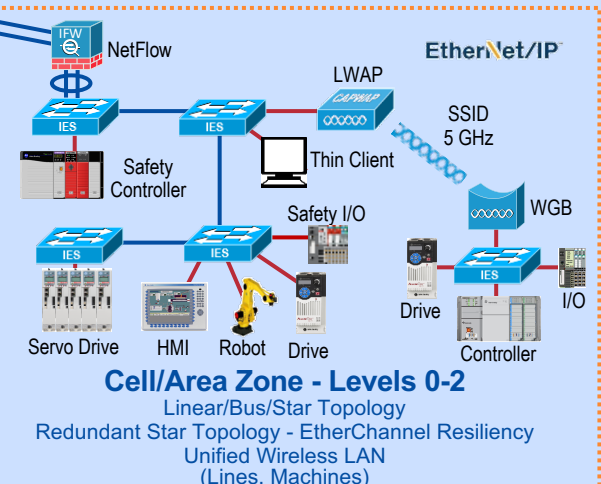 IFW
NetFlow
EtherNet/IP
LWAP
CAPWAP
IES
IES
SSID
5 GHz
Safety
Controller
Thin Client
WGB
Safety I/O
IES
IES
IES
Drive
I/O
Servo Drive
HMI
Robot
Drive
Controller
Cell/Area Zone - Levels 0-2
Linear/Bus/Star Topology
Redundant Star Topology - EtherChannel Resiliency
Unified Wireless LAN
(Lines, Machines)